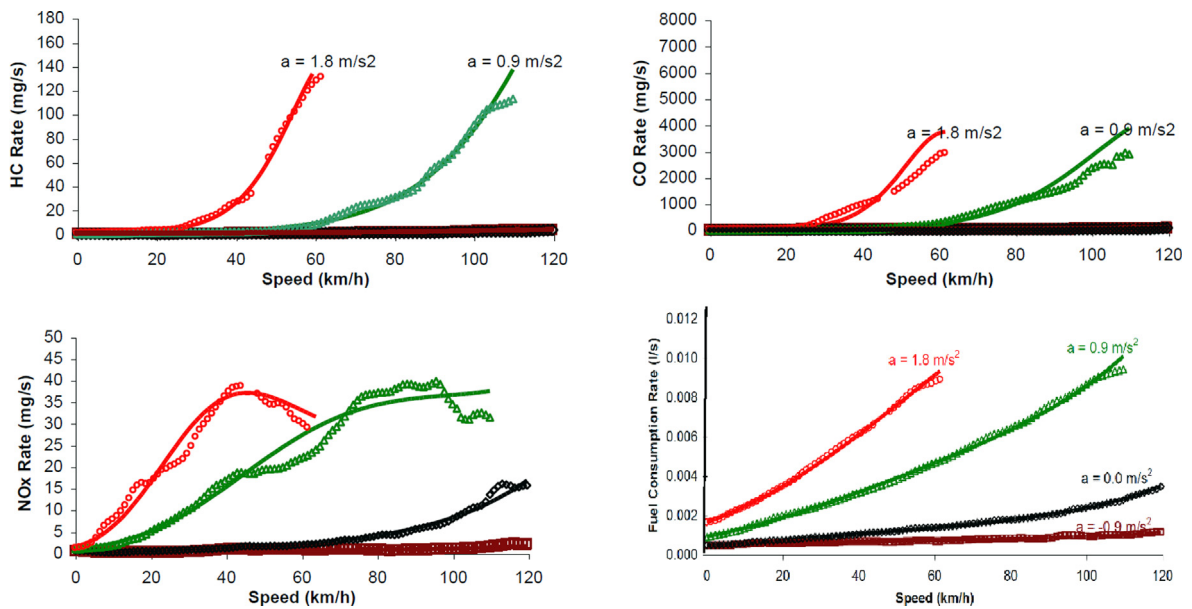 HC Rate (mg/s)
180
160
140
120
100
80
60
40
20
0
a = 1.8 m/s2
a = 0.9 m/s2
0 20 40 60 80 100 120
Speed (km/h)
CO Rate (mg/s)
8000
7000
6000
5000
4000
3000
2000
1000
0
a = 1.8 m/s2
a = 0.9 m/s2
0 20 40 60 80 100 120
Speed (km/h)
NOx Rate (mg/s)
50
45
40
35
30
25
20
15
10
5
0
0 20 40 60 80 100 120
Speed (km/h)
Fuel Consumption Rate (l/s)
0.012
0.010
0.008
0.006
0.004
0.002
0.000
a = 1.8 m/s²
a = 0.9 m/s²
a = 0.0 m/s²
a = -0.9 m/s²
0 20 40 60 80 100 120
Speed (km/h)